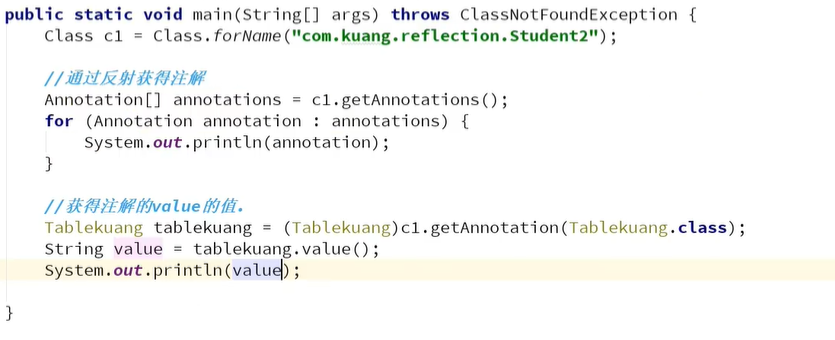 public static void main(String[] args) throws ClassNotFoundException {
    Class c1 = Class.forName("com.kuang.reflection.Student2");
    //通过反射获得注解
    Annotation[] annotations = c1.getAnnotations();
    for (Annotation annotation : annotations) {
        System.out.println(annotation);
    }
    //获得注解的value的值.
    Tablekuang tablekuang = (Tablekuang)c1.getAnnotation(Tablekuang.class);
    String value = tablekuang.value();
    System.out.println(value);
}